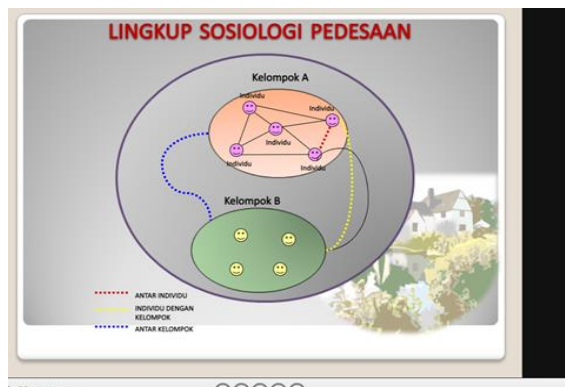 LINGKUP SOSIOLOGI PEDESAAN
Kelompok A
Individu
Individu
Individu
Individu
Individu
Kelompok B
ANTAR INDIVIDU
INDIVIDU DENGAN
KELOMPOK
ANTAR KELOMPOK